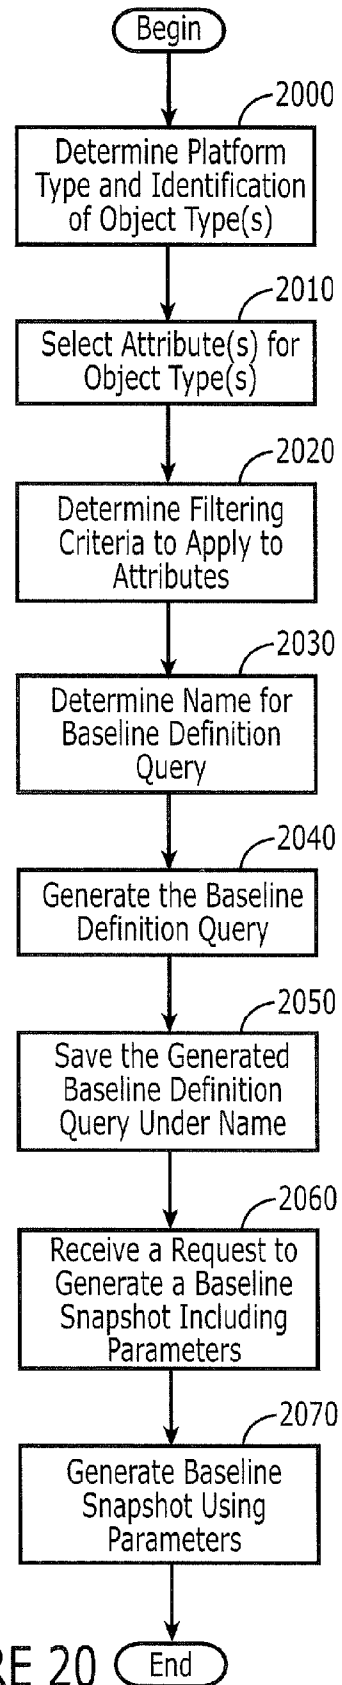 Begin
2000
Determine Platform
Type and Identification
of Object Type(s)
2010
Select Attribute(s) for
Object Type(s)
2020
Determine Filtering
Criteria to Apply to
Attributes
2030
Determine Name for
Baseline Definition
Query
2040
Generate the Baseline
Definition Query
2050
Save the Generated
Baseline Definition
Query Under Name
2060
Receive a Request to
Generate a Baseline
Snapshot Including
Parameters
2070
Generate Baseline
Snapshot Using
Parameters
RE 20
End